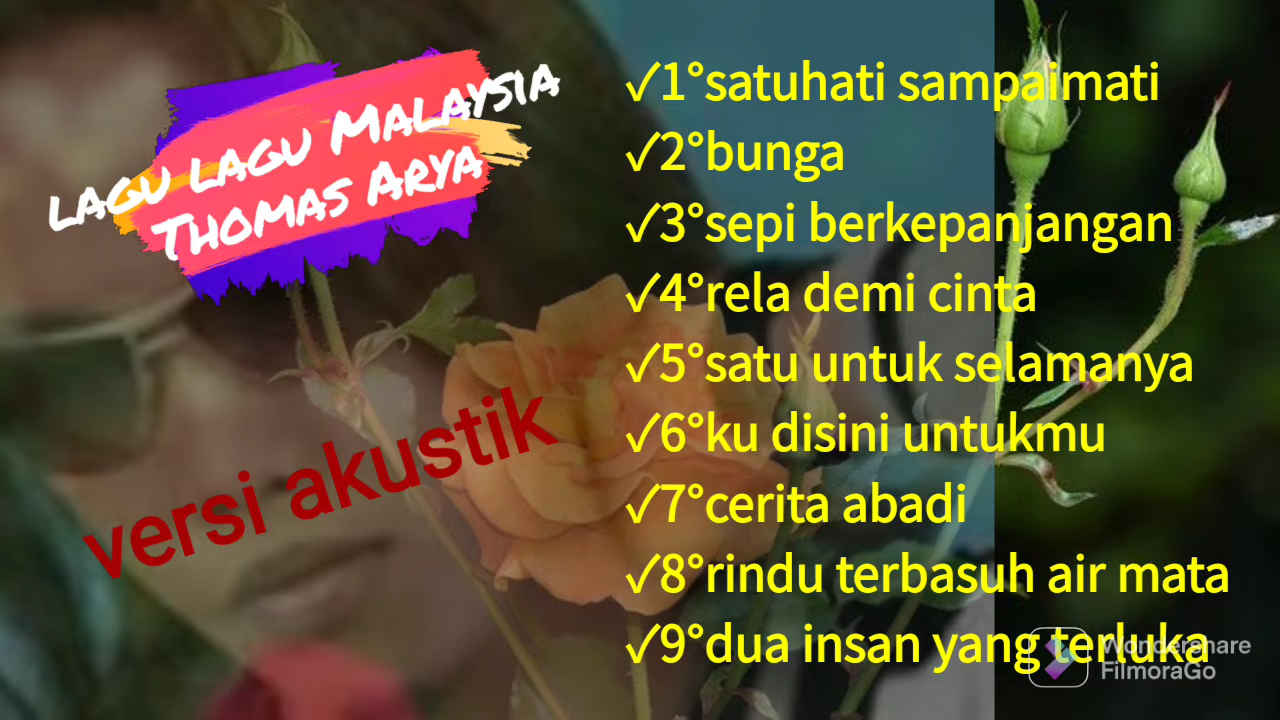 LAGU LAGU MALAYSIA
THOMAS ARYA
versi akustik
✓1°satuhati sampaimati
✓2°bunga
✓3°sepi berkepanjangan
✓4°rela demi cinta
✓5°satu untuk selamanya
✓6°ku disini untukmu
✓7°cerita abadi
✓8°rindu terbasuh air mata
✓9°dua insan yang terluka
Wondershare
FilmoraGo